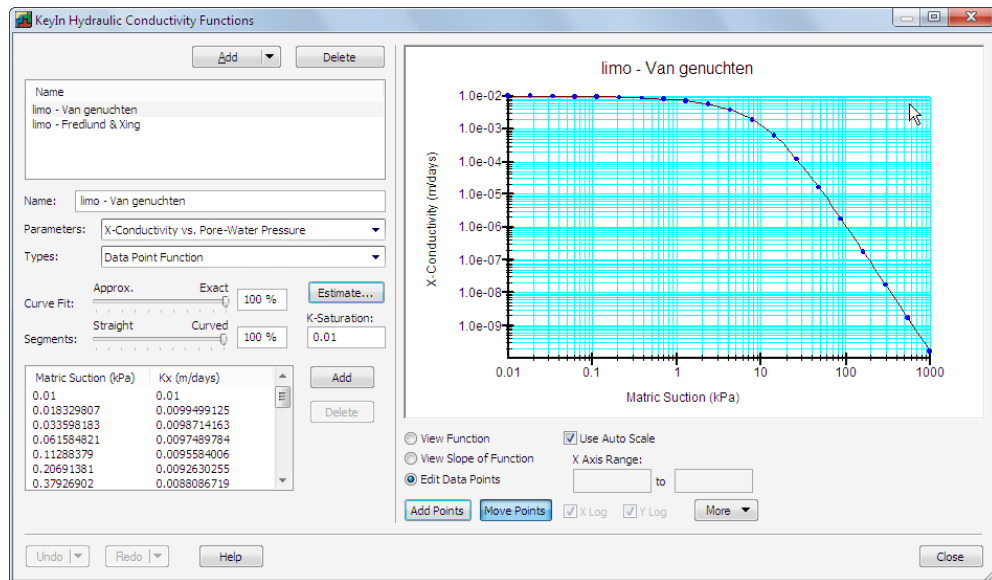 KeyIn Hydraulic Conductivity Functions
Add
Delete
Name
limo - Van genuchten
limo - Fredlund & Xing
Name: limo - Van genuchten
Parameters: X-Conductivity vs. Pore-Water Pressure
Types: Data Point Function
Approx. Exact
Curve Fit: 100 % Estimate...
Straight Curved K-Saturation:
Segments: 100 % 0.01
Matric Suction (kPa) Kx (m/days)
0.01 0.01
0.018329807 0.0099499125
0.033598183 0.0098714163
0.061584821 0.0097489784
0.11288379 0.0095584006
0.20691381 0.0092630255
0.37926902 0.0088086719
Add
Delete
limo - Van genuchten
X-Conductivity (m/days)
1.0e-02
1.0e-03
1.0e-04
1.0e-05
1.0e-06
1.0e-07
1.0e-08
1.0e-09
0.01 0.1 1 10 100 1000
Matric Suction (kPa)
View Function
View Slope of Function
Edit Data Points
Use Auto Scale
X Axis Range:
to
Add Points Move Points X Log Y Log More
Undo Redo Help Close